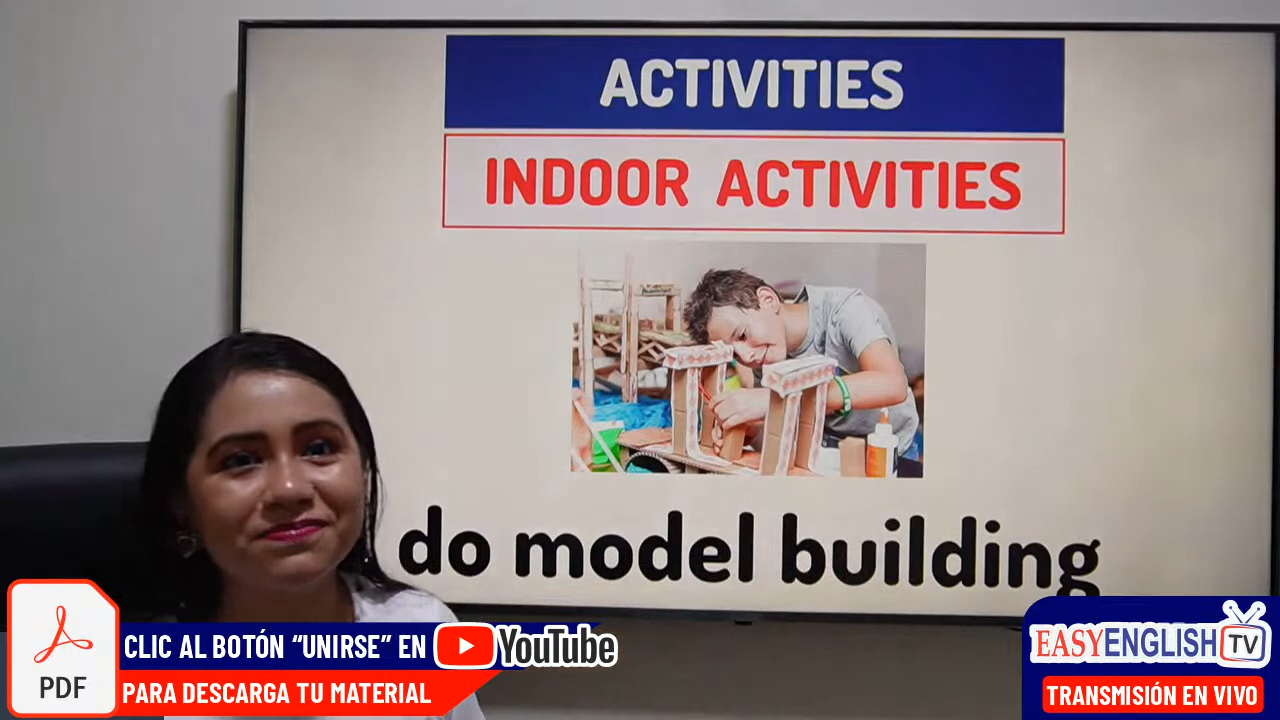 ACTIVITIES
INDOOR ACTIVITIES
do model building
PDF
CLIC AL BOTÓN “UNIRSE” EN YouTube
PARA DESCARGA TU MATERIAL
EASYENGLISH TV
TRANSMISIÓN EN VIVO